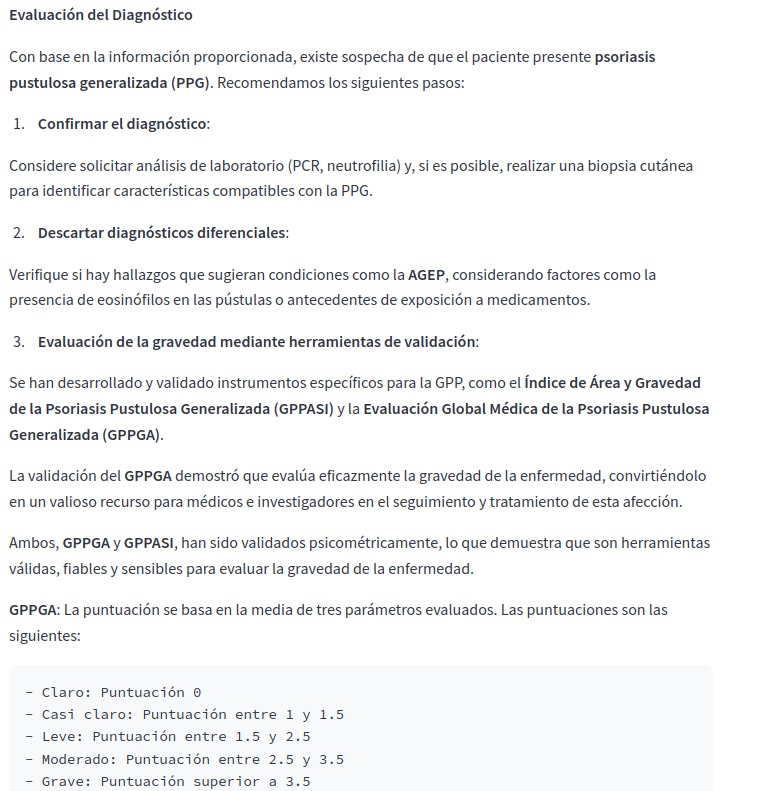 Evaluación del Diagnóstico
Con base en la información proporcionada, existe sospecha de que el paciente presente psoriasis
pustulosa generalizada (PPG). Recomendamos los siguientes pasos:
1. Confirmar el diagnóstico:
Considere solicitar análisis de laboratorio (PCR, neutrofilia) y, si es posible, realizar una biopsia cutánea
para identificar características compatibles con la PPG.
2. Descartar diagnósticos diferenciales:
Verifique si hay hallazgos que sugieran condiciones como la AGEP, considerando factores como la
presencia de eosinófilos en las pústulas o antecedentes de exposición a medicamentos.
3. Evaluación de la gravedad mediante herramientas de validación:
Se han desarrollado y validado instrumentos específicos para la GPP, como el Índice de Área y Gravedad
de la Psoriasis Pustulosa Generalizada (GPPASI) y la Evaluación Global Médica de la Psoriasis Pustulosa
Generalizada (GPPGA).
La validación del GPPGA demostró que evalúa eficazmente la gravedad de la enfermedad, convirtiéndolo
en un valioso recurso para médicos e investigadores en el seguimiento y tratamiento de esta afección.
Ambos, GPPGA y GPPASI, han sido validados psicométricamente, lo que demuestra que son herramientas
válidas, fiables y sensibles para evaluar la gravedad de la enfermedad.
GPPGA: La puntuación se basa en la media de tres parámetros evaluados. Las puntuaciones son las
siguientes:
- Claro: Puntuación 0
- Casi claro: Puntuación entre 1 y 1.5
- Leve: Puntuación entre 1.5 y 2.5
- Moderado: Puntuación entre 2.5 y 3.5
- Grave: Puntuación superior a 3.5